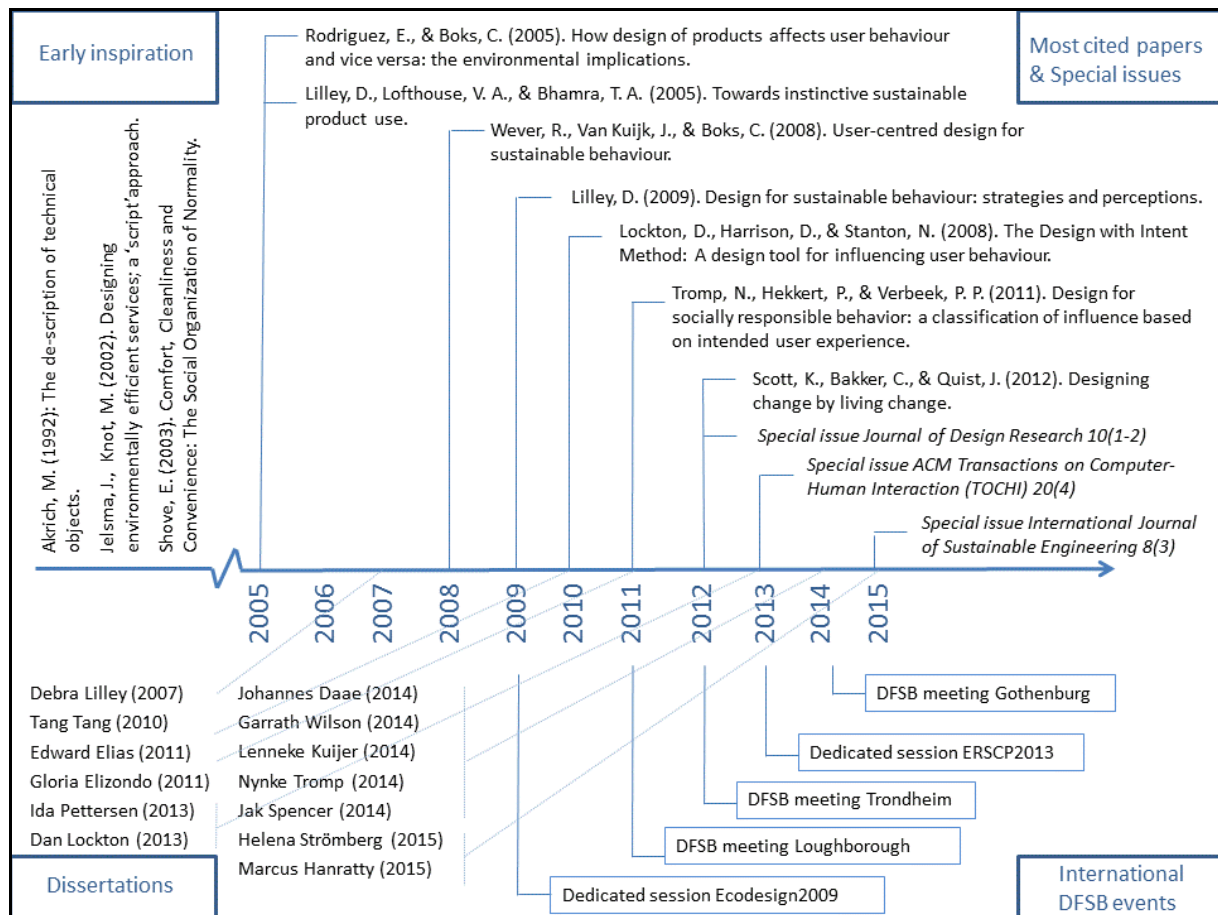 Early inspiration
Most cited papers
& Special issues
Rodriguez, E., & Boks, C. (2005). How design of products affects user behaviour
and vice versa: the environmental implications.
Lilley, D., Lofthouse, V. A., & Bhamra, T. A. (2005). Towards instinctive sustainable
product use.
Wever, R., Van Kuijk, J., & Boks, C. (2008). User-centred design for
sustainable behaviour.
Lilley, D. (2009). Design for sustainable behaviour: strategies and perceptions.
Lockton, D., Harrison, D., & Stanton, N. (2008). The Design with Intent
Method: A design tool for influencing user behaviour.
Tromp, N., Hekkert, P., & Verbeek, P. P. (2011). Design for
socially responsible behavior: a classification of influence based
on intended user experience.
Scott, K., Bakker, C., & Quist, J. (2012). Designing
change by living change.
Special issue Journal of Design Research 10(1-2)
Special issue ACM Transactions on Computer-
Human Interaction (TOCHI) 20(4)
Special issue International Journal
of Sustainable Engineering 8(3)
Akrich, M. (1992): The de-scription of technical
objects.
Jelsma, J., Knot, M. (2002). Designing
environmentally efficient services; a ‘script’approach.
Shove, E. (2003). Comfort, Cleanliness and
Convenience: The Social Organization of Normality.
2005
2006
2007
2008
2009
2010
2011
2012
2013
2014
2015
Debra Lilley (2007)
Tang Tang (2010)
Edward Elias (2011)
Gloria Elizondo (2011)
Ida Pettersen (2013)
Dan Lockton (2013)
Johannes Daae (2014)
Garrath Wilson (2014)
Lenneke Kuijer (2014)
Nynke Tromp (2014)
Jak Spencer (2014)
Helena Strömberg (2015)
Marcus Hanratty (2015)
DFSB meeting Gothenburg
Dedicated session ERSCP2013
DFSB meeting Trondheim
DFSB meeting Loughborough
Dedicated session Ecodesign2009
Dissertations
International
DFSB events